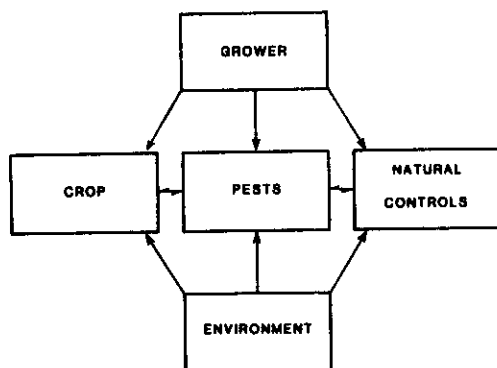 GROWER
CROP
PESTS
NATURAL
CONTROLS
ENVIRONMENT